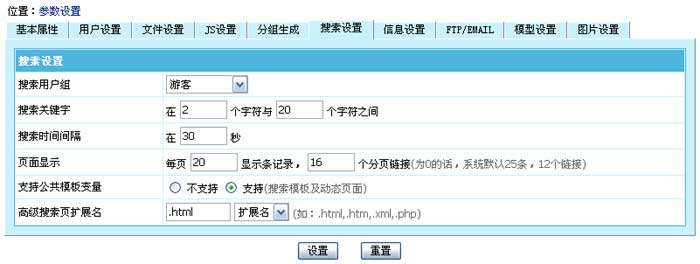 位置：参数设置
基本属性 用户设置 文件设置 JS设置 分组生成 搜索设置 信息设置 FTP/EMAIL 模型设置 图片设置
搜索设置
搜索用户组 游客
搜索关键字 在 2 个字符与 20 个字符之间
搜索时间间隔 在 30 秒
页面显示 每页 20 显示条记录，16 个分页链接(为0的话，系统默认25条，12个链接)
支持公共模板变量 不支持 支持(搜索模板及动态页面)
高级搜索页扩展名 .html 扩展名 (如：.html,.htm,.xml,.php)
设置 重置